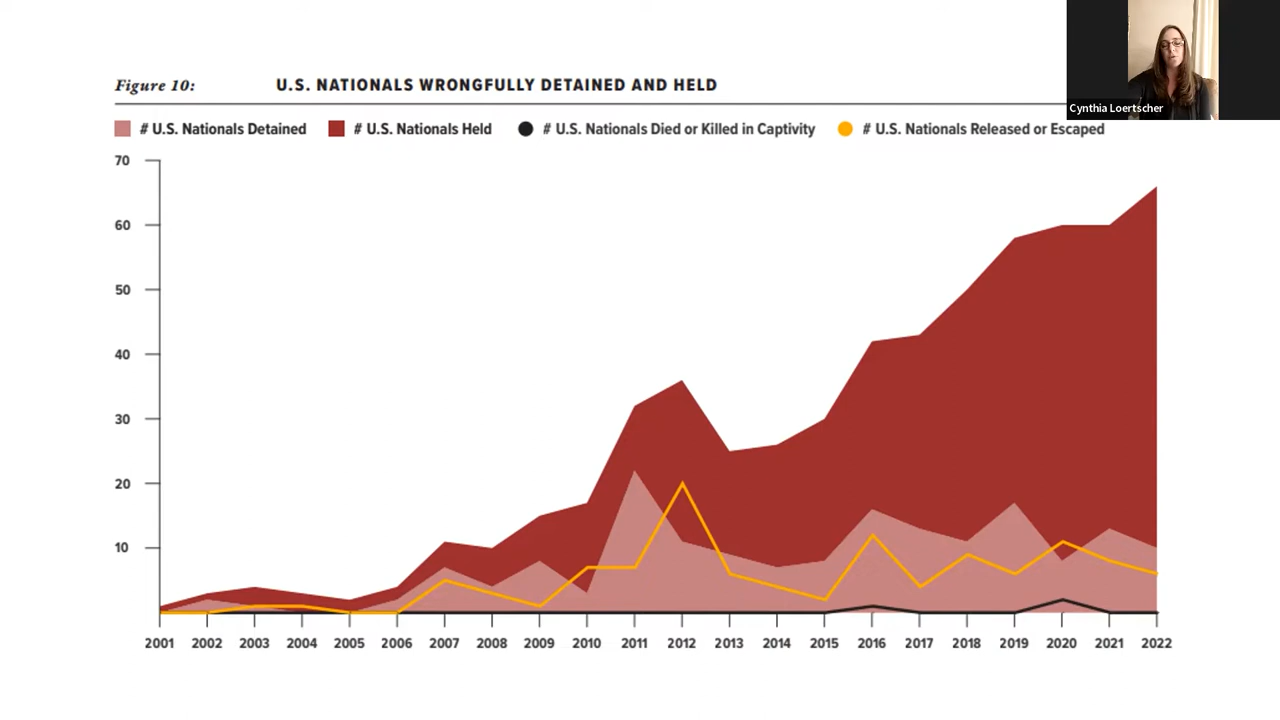 Figure 10: U.S. NATIONALS WRONGFULLY DETAINED AND HELD
Cynthia Loertscher
# U.S. Nationals Detained # U.S. Nationals Held # U.S. Nationals Died or Killed in Captivity # U.S. Nationals Released or Escaped
70
60
50
40
30
20
10
2001 2002 2003 2004 2005 2006 2007 2008 2009 2010 2011 2012 2013 2014 2015 2016 2017 2018 2019 2020 2021 2022